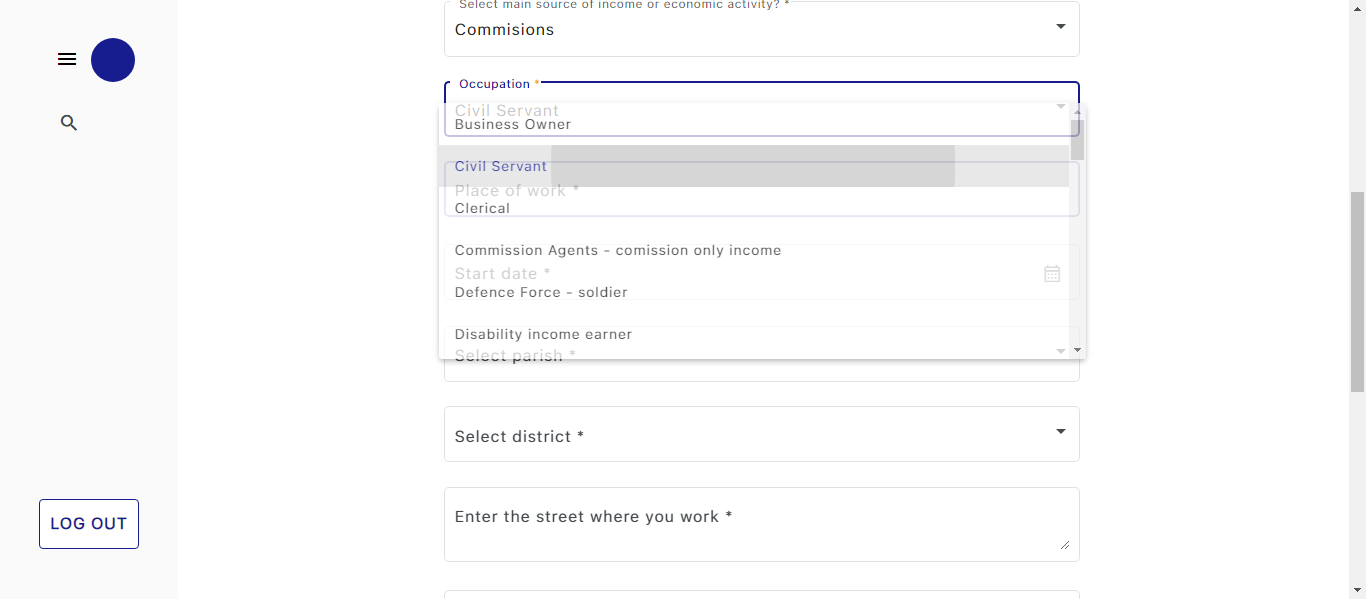 Select main source of income or economic activity? *
Commisions
Occupation *
Civil Servant
Business Owner
Civil Servant
Place of work *
Clerical
Commission Agents - comission only income
Start date *
Defence Force - soldier
Disability income earner
Select parish *
Select district *
Enter the street where you work *
LOG OUT